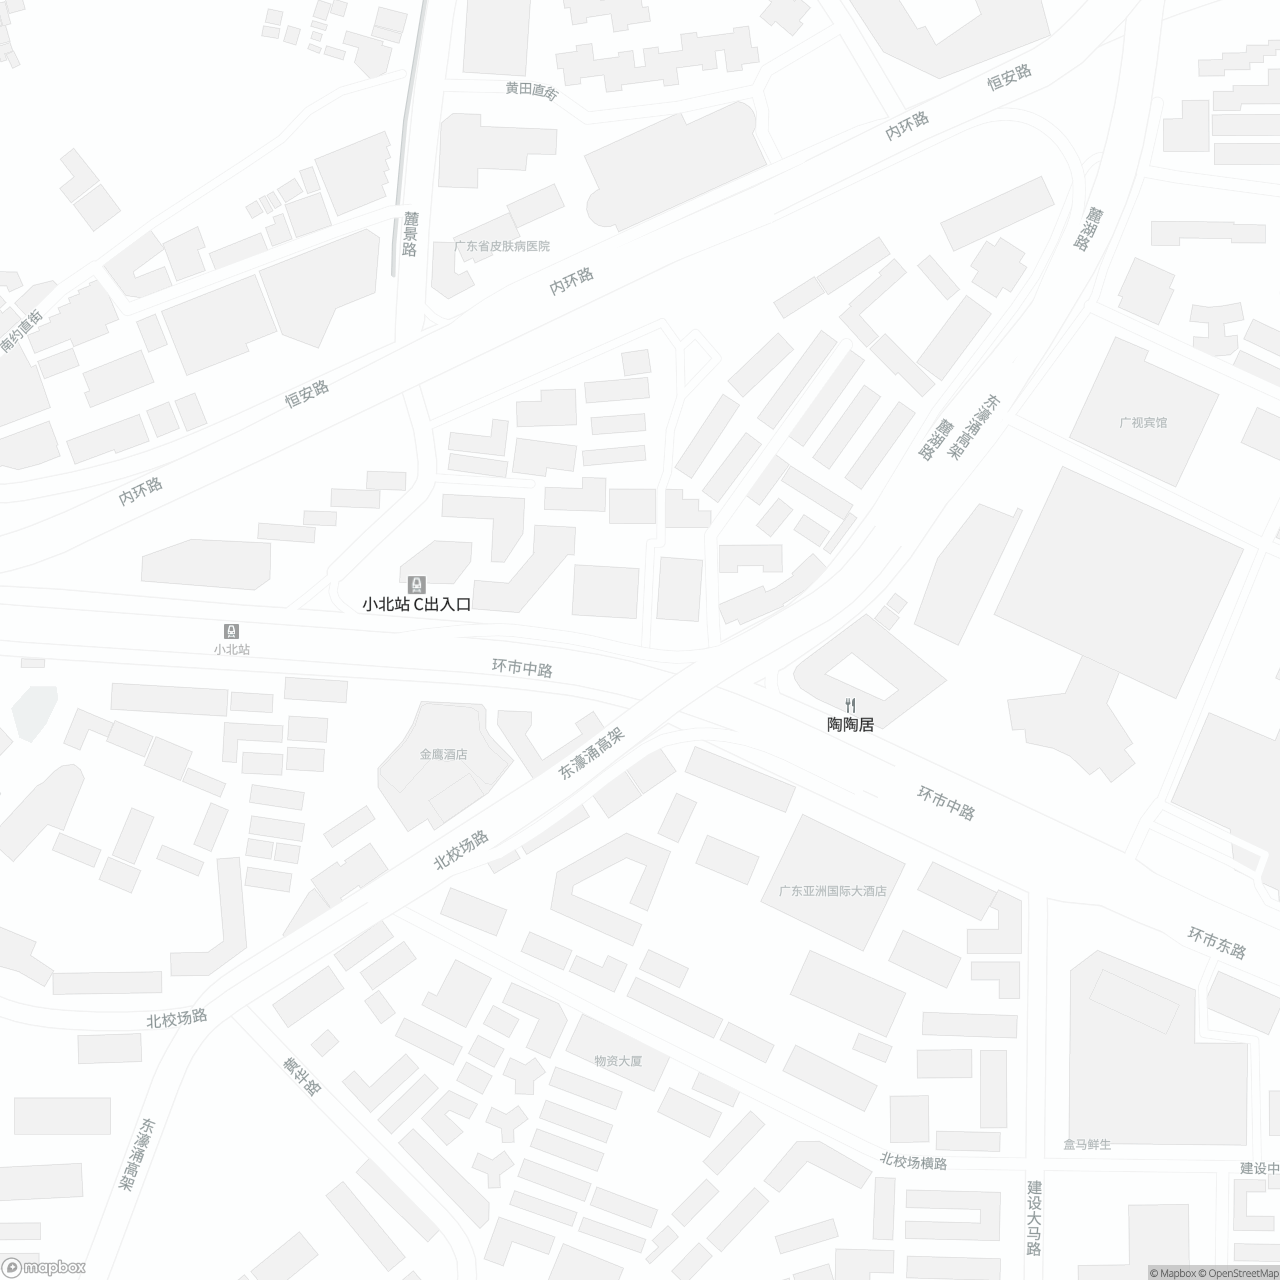 恒安路
黄田直街
内环路
麓湖路
麓景路
广东省皮肤病医院
内环路
南约直街
恒安路
东濠涌高架
麓湖路
广视宾馆
内环路
小北站 C出入口
小北站
环市中路
陶陶居
东濠涌高架
金鹰酒店
环市中路
北校场路
广东亚洲国际大酒店
环市东路
北校场路
物资大厦
黄华路
东濠涌高架
盒马鲜生
北校场横路
建设中
建设大马路
mapbox
© Mapbox © OpenStreetMap